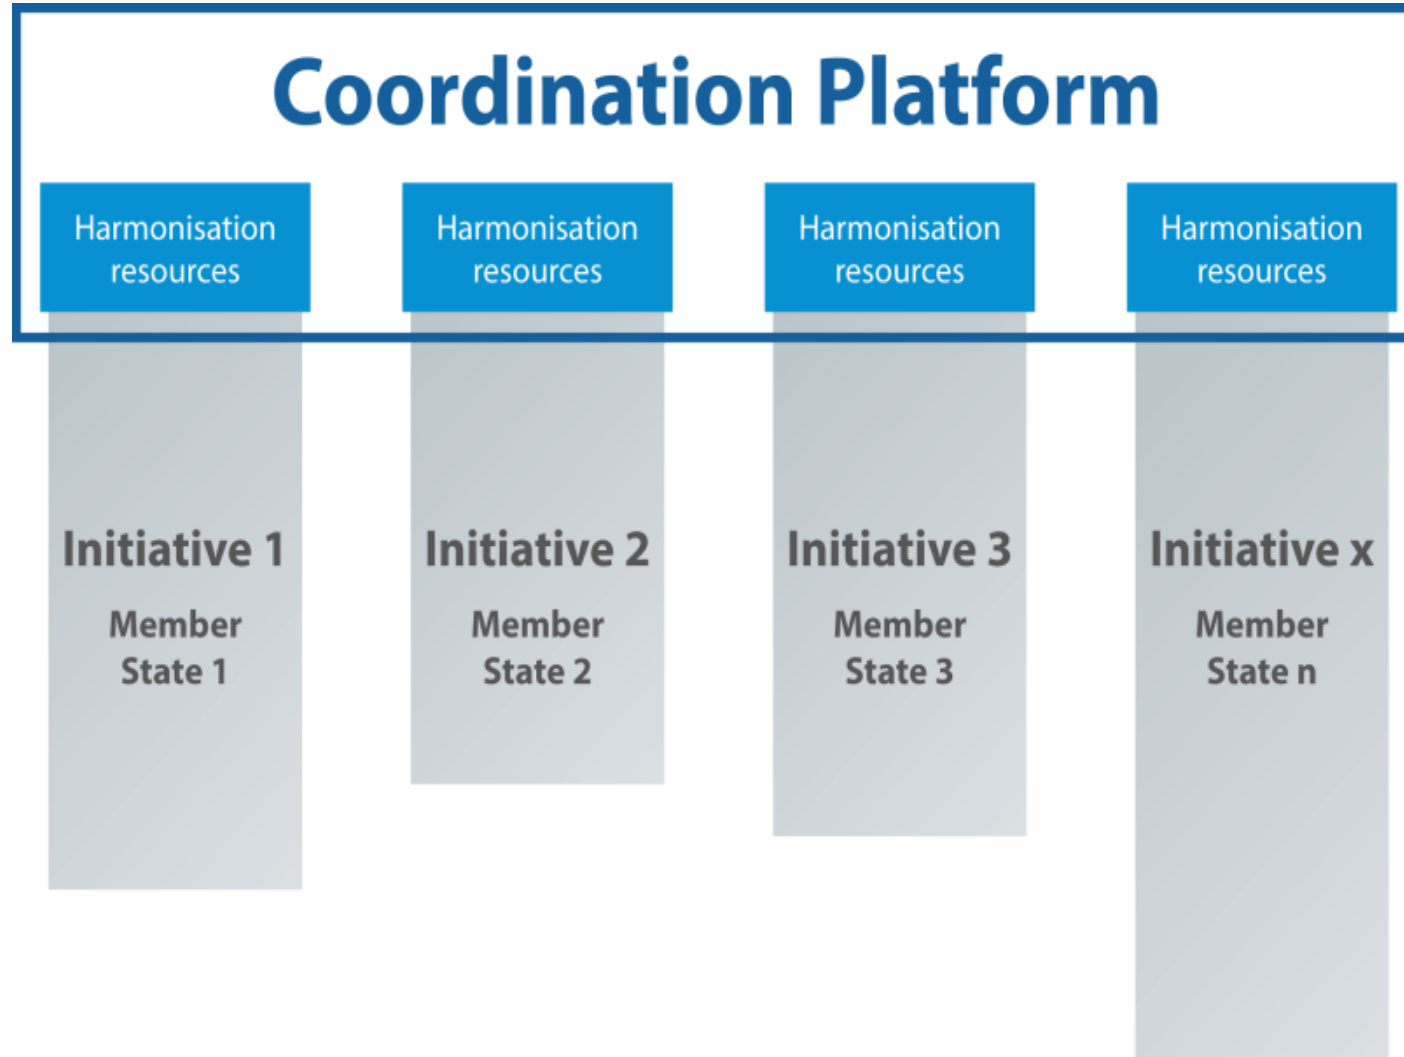 Coordination Platform
Harmonisation
resources
Harmonisation
resources
Harmonisation
resources
Harmonisation
resources
Initiative 1
Member
State 1
Initiative 2
Member
State 2
Initiative 3
Member
State 3
Initiative x
Member
State n